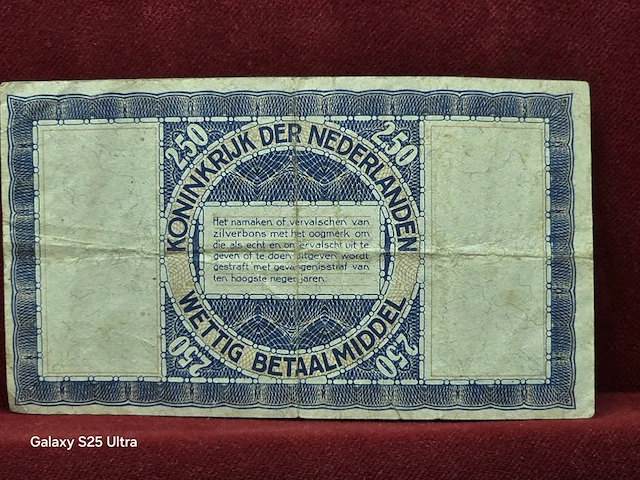 250
250
KONINKRIJK DER NEDERLANDEN
Het namaken of vervalschen van
zilverbons met het oogmerk om
die als echt en onvervalscht uit te
geven of te doen uitgeven wordt
gestraft met gevangenisstraf van
ten hoogste negen jaren.
WETTIG BETAALMIDDEL
250
250
Galaxy S25 Ultra